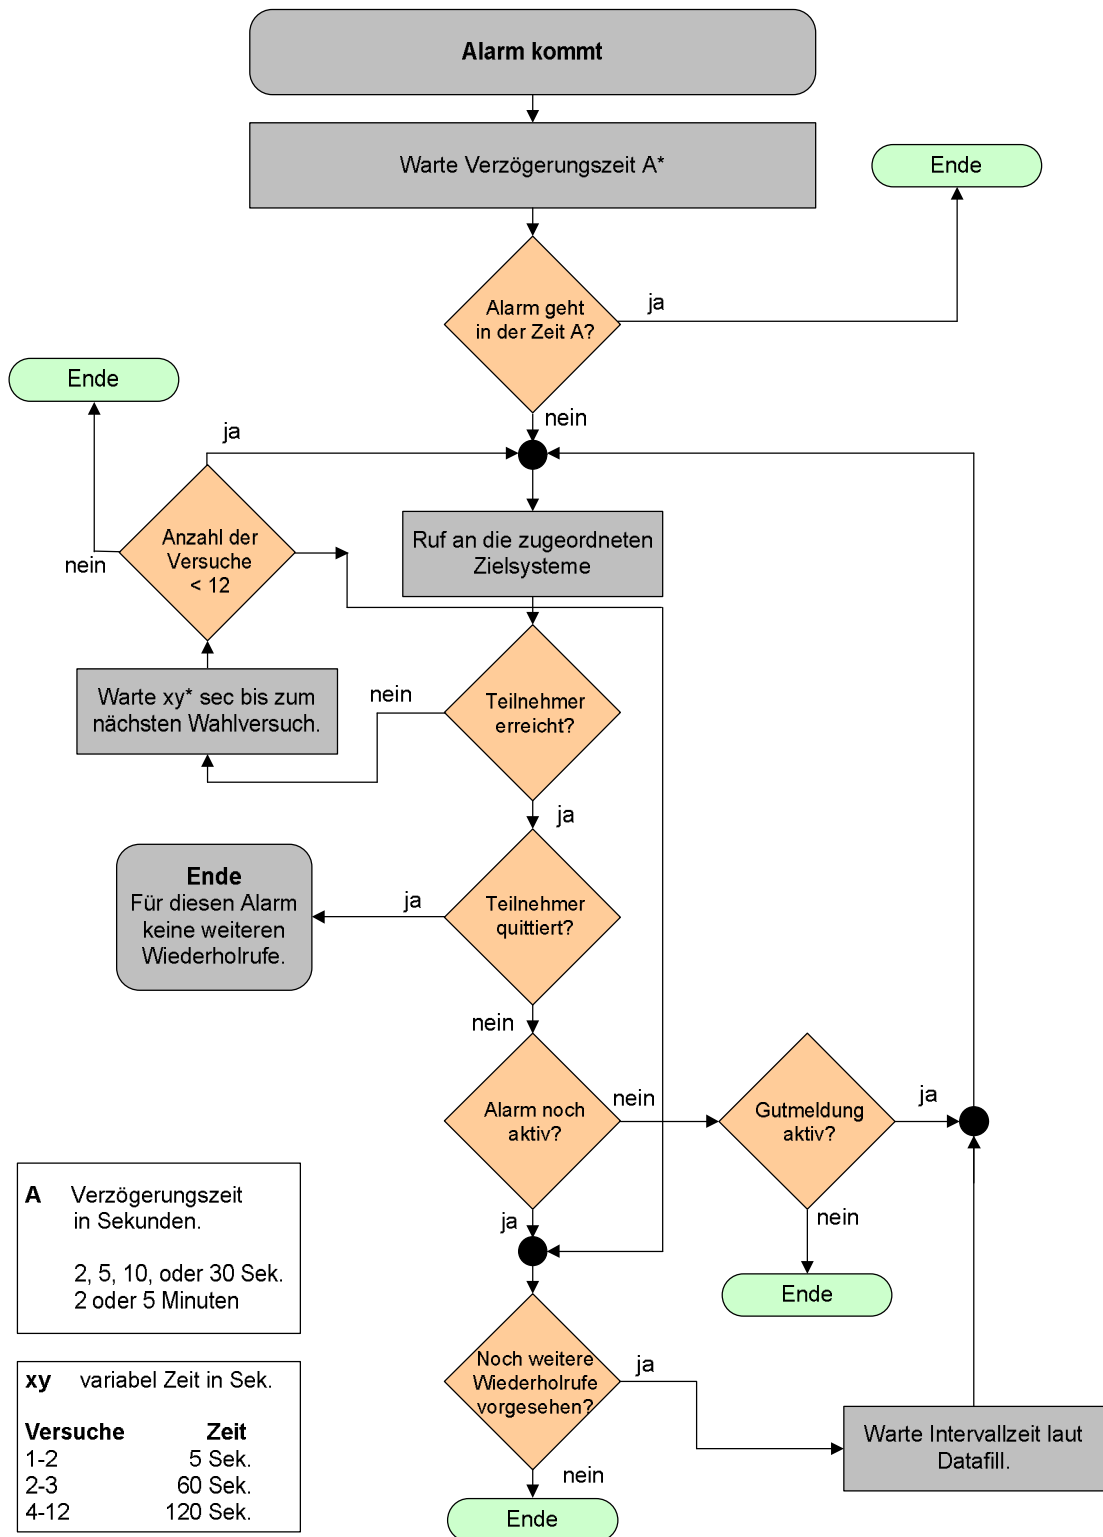 Alarm kommt
Warte Verzögerungszeit A*
Ende
Alarm geht
in der Zeit A?
ja
Ende
nein
ja
Anzahl der
Versuche
< 12
nein
Ruf an die zugeordneten
Zielsysteme
Warte xy* sec bis zum
nächsten Wahlversuch.
nein
Teilnehmer
erreicht?
ja
Ende
Für diesen Alarm
keine weiteren
Wiederholrufe.
ja
Teilnehmer
quittiert?
nein
Alarm noch
aktiv?
nein
Gutmeldung
aktiv?
ja
nein
Ende
ja
A Verzögerungszeit
in Sekunden.
2, 5, 10, oder 30 Sek.
2 oder 5 Minuten
Noch weitere
Wiederholrufe
vorgesehen?
ja
Warte Intervallzeit laut
Datafill.
nein
Ende
xy variabel Zeit in Sek.
Versuche Zeit
1-2 5 Sek.
2-3 60 Sek.
4-12 120 Sek.